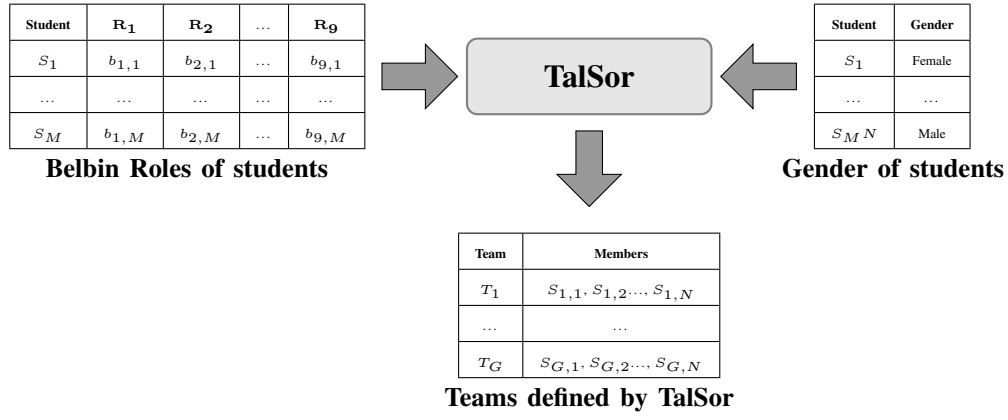 Student R1 R2 ... R9
S1 b1,1 b2,1 ... b9,1
... ... ... ... ...
SM b1,M b2,M ... b9,M
Belbin Roles of students
TalSor
Student Gender
S1 Female
... ...
SM N Male
Gender of students
Team Members
T1 S1,1, S1,2..., S1,N
... ...
TG SG,1, SG,2..., SG,N
Teams defined by TalSor